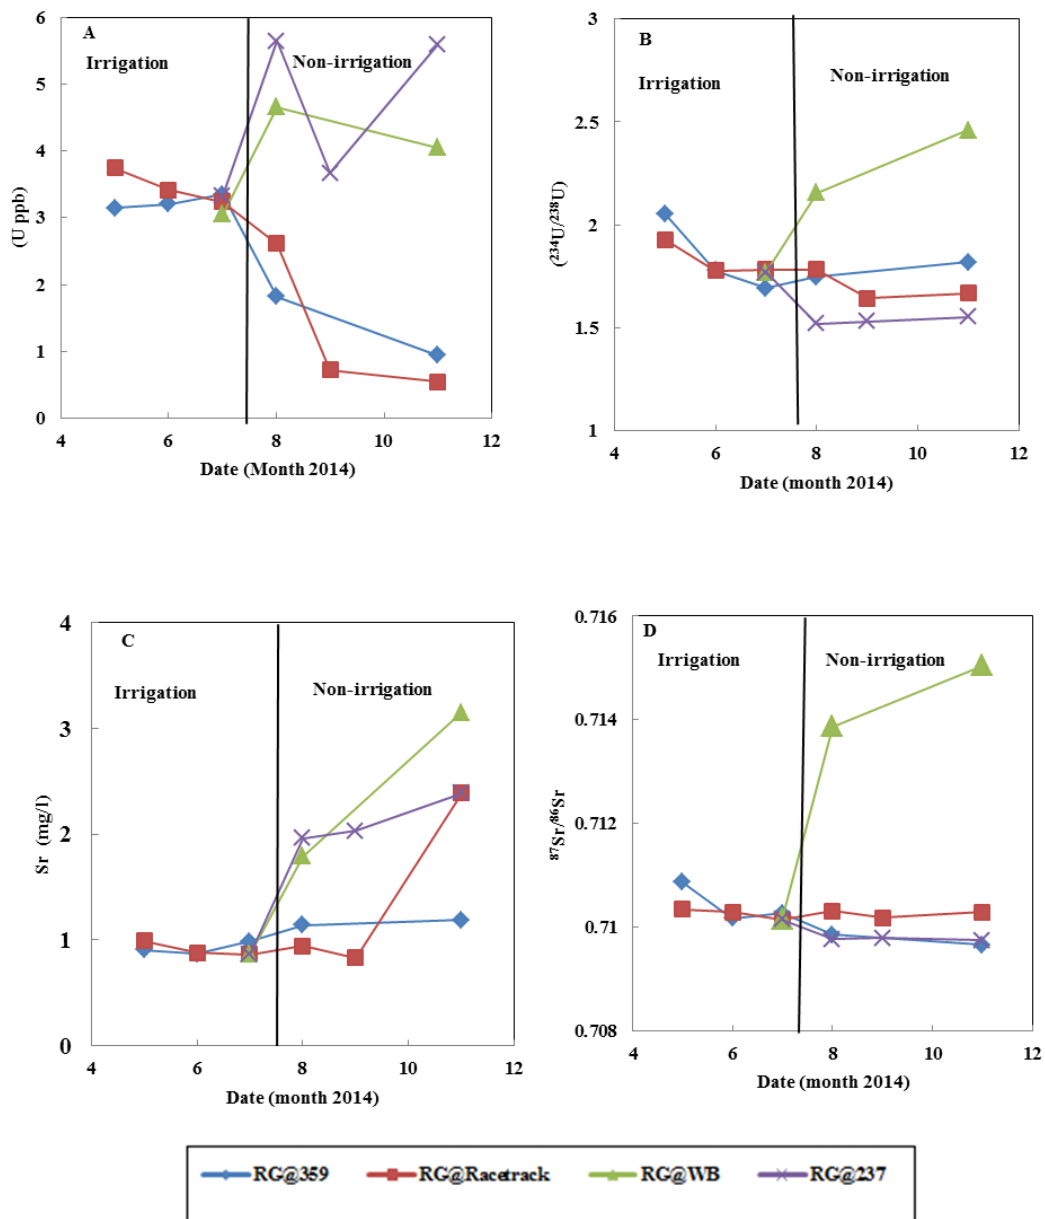 A
Irrigation
Non-irrigation
(U ppb)
6
5
4
3
2
1
0
4 6 8 10 12
Date (Month 2014)
B
Irrigation
Non-irrigation
(²³⁴U/²³⁸U)
3
2.5
2
1.5
1
4 6 8 10 12
Date (month 2014)
C
Irrigation
Non-irrigation
Sr (mg/l)
4
3
2
1
0
4 6 8 10 12
Date (month 2014)
D
Irrigation
Non-irrigation
⁸⁷Sr/⁸⁶Sr
0.716
0.714
0.712
0.71
0.708
4 6 8 10 12
Date (month 2014)
RG@359 RG@Racetrack RG@WB RG@237